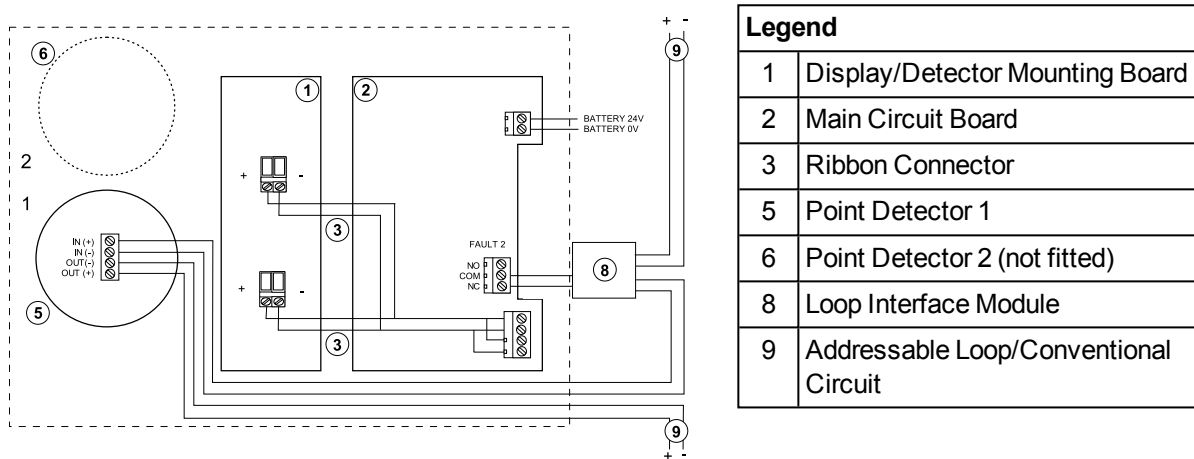 + -
9
6
1
2
BATTERY 24V
BATTERY 0V
2
+ -
1
3
IN (+)
IN (-)
OUT(-)
OUT (+)
FAULT 2
NO
COM
NC
8
+ -
5
3
9
+ -
Legend
1 Display/Detector Mounting Board
2 Main Circuit Board
3 Ribbon Connector
5 Point Detector 1
6 Point Detector 2 (not fitted)
8 Loop Interface Module
9 Addressable Loop/Conventional
Circuit